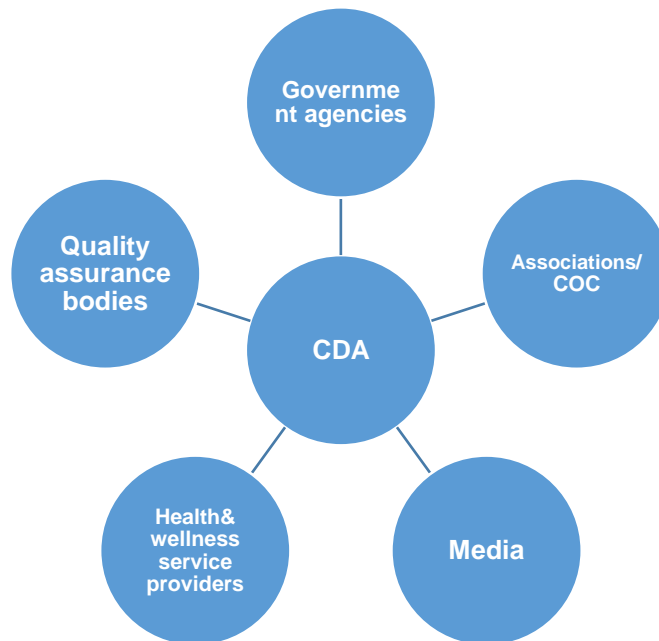 Governme
nt agencies
Quality
assurance
bodies
Associations/
COC
CDA
Health&
wellness
service
providers
Media